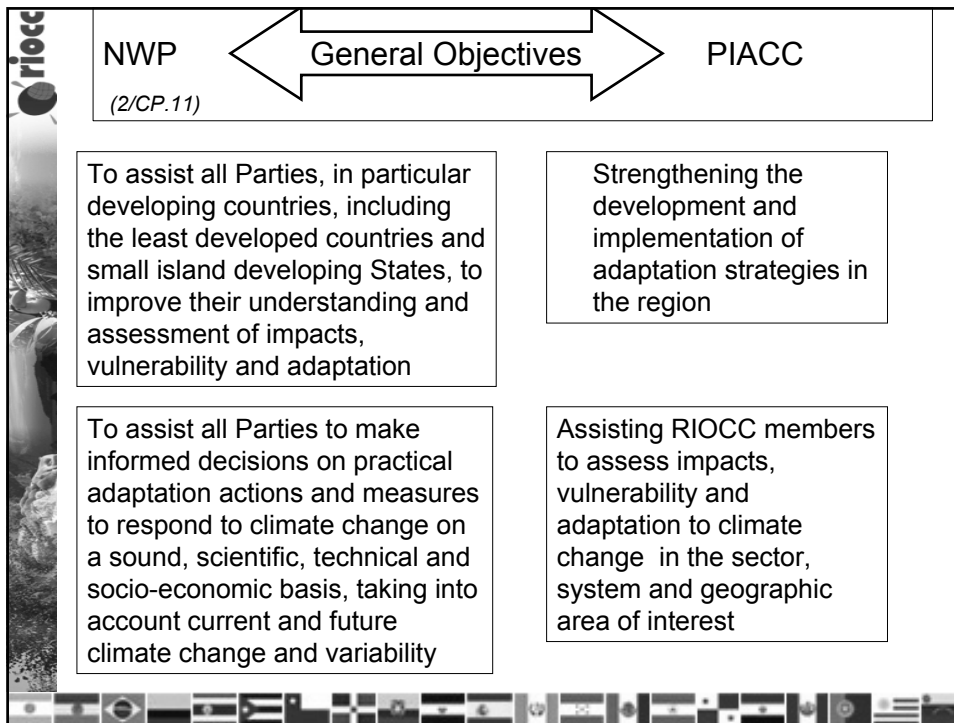 riocc
NWP
General Objectives
PIACC
(2/CP.11)
To assist all Parties, in particular
developing countries, including
the least developed countries and
small island developing States, to
improve their understanding and
assessment of impacts,
vulnerability and adaptation
Strengthening the
development and
implementation of
adaptation strategies in
the region
To assist all Parties to make
informed decisions on practical
adaptation actions and measures
to respond to climate change on
a sound, scientific, technical and
socio-economic basis, taking into
account current and future
climate change and variability
Assisting RIOCC members
to assess impacts,
vulnerability and
adaptation to climate
change in the sector,
system and geographic
area of interest